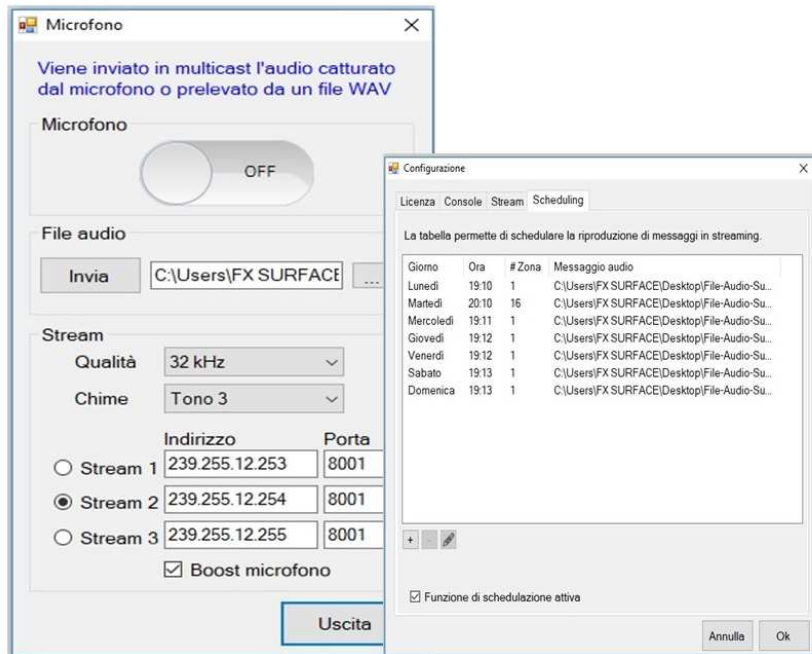 Microfono
Viene inviato in multicast l'audio catturato
dal microfono o prelevato da un file WAV
Microfono
OFF
File audio
Invia C:\Users\FX SURFACE ...
Stream
Qualità 32 kHz
Chime Tono 3
Indirizzo Porta
Stream 1 239.255.12.253 8001
Stream 2 239.255.12.254 8001
Stream 3 239.255.12.255 8001
Boost microfono
Uscita
Configurazione
Licenza Console Stream Scheduling
La tabella permette di schedulare la riproduzione di messaggi in streaming.
Giorno Ora # Zona Messaggio audio
Lunedì 19:10 1 C:\Users\FX SURFACE\Desktop\File-Audio-Su...
Martedì 20:10 16 C:\Users\FX SURFACE\Desktop\File-Audio-Su...
Mercoledì 19:11 1 C:\Users\FX SURFACE\Desktop\File-Audio-Su...
Giovedì 19:12 1 C:\Users\FX SURFACE\Desktop\File-Audio-Su...
Venerdì 19:12 1 C:\Users\FX SURFACE\Desktop\File-Audio-Su...
Sabato 19:13 1 C:\Users\FX SURFACE\Desktop\File-Audio-Su...
Domenica 19:13 1 C:\Users\FX SURFACE\Desktop\File-Audio-Su...
+ -
Funzione di schedulazione attiva
Annulla Ok